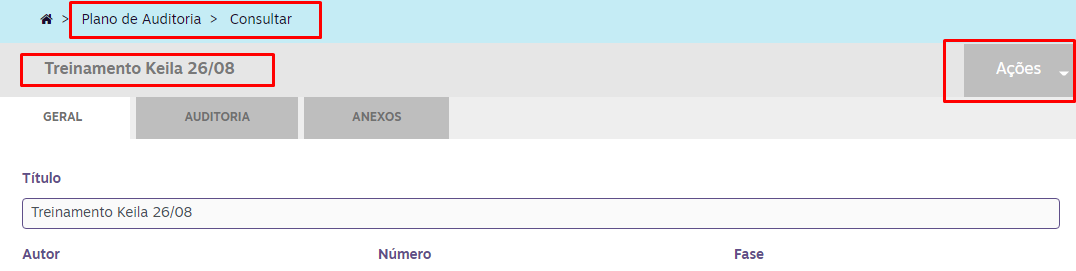 > Plano de Auditoria > Consultar
Treinamento Keila 26/08 Ações
GERAL AUDITORIA ANEXOS
Título
Treinamento Keila 26/08
Autor Número Fase